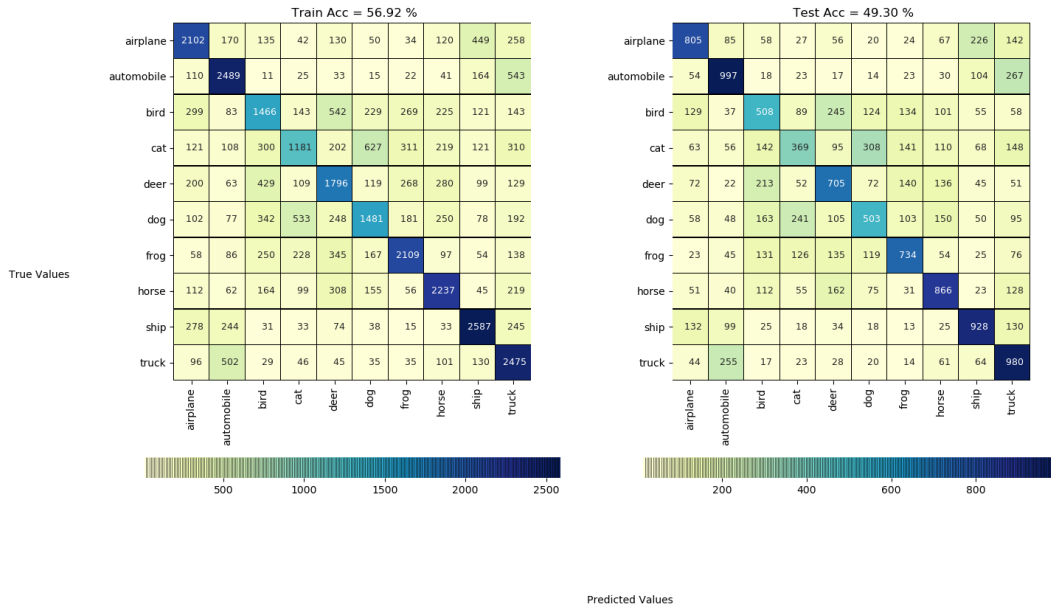 Train Acc = 56.92 %
airplane 2102 170 135 42 130 50 34 120 449 258
automobile 110 2489 11 25 33 15 22 41 164 543
bird 299 83 1466 143 542 229 269 225 121 143
cat 121 108 300 1181 202 627 311 219 121 310
deer 200 63 429 109 1796 119 268 280 99 129
dog 102 77 342 533 248 1481 181 250 78 192
frog 58 86 250 228 345 167 2109 97 54 138
True Values
horse 112 62 164 99 308 155 56 2237 45 219
ship 278 244 31 33 74 38 15 33 2587 245
truck 96 502 29 46 45 35 35 101 130 2475
airplane automobile bird cat deer dog frog horse ship truck
500 1000 1500 2000 2500
Test Acc = 49.30 %
airplane 805 85 58 27 56 20 24 67 226 142
automobile 54 997 18 23 17 14 23 30 104 267
bird 129 37 508 89 245 124 134 101 55 58
cat 63 56 142 369 95 308 141 110 68 148
deer 72 22 213 52 705 72 140 136 45 51
dog 58 48 163 241 105 503 103 150 50 95
frog 23 45 131 126 135 119 734 54 25 76
horse 51 40 112 55 162 75 31 866 23 128
ship 132 99 25 18 34 18 13 25 928 130
truck 44 255 17 23 28 20 14 61 64 980
airplane automobile bird cat deer dog frog horse ship truck
200 400 600 800
Predicted Values